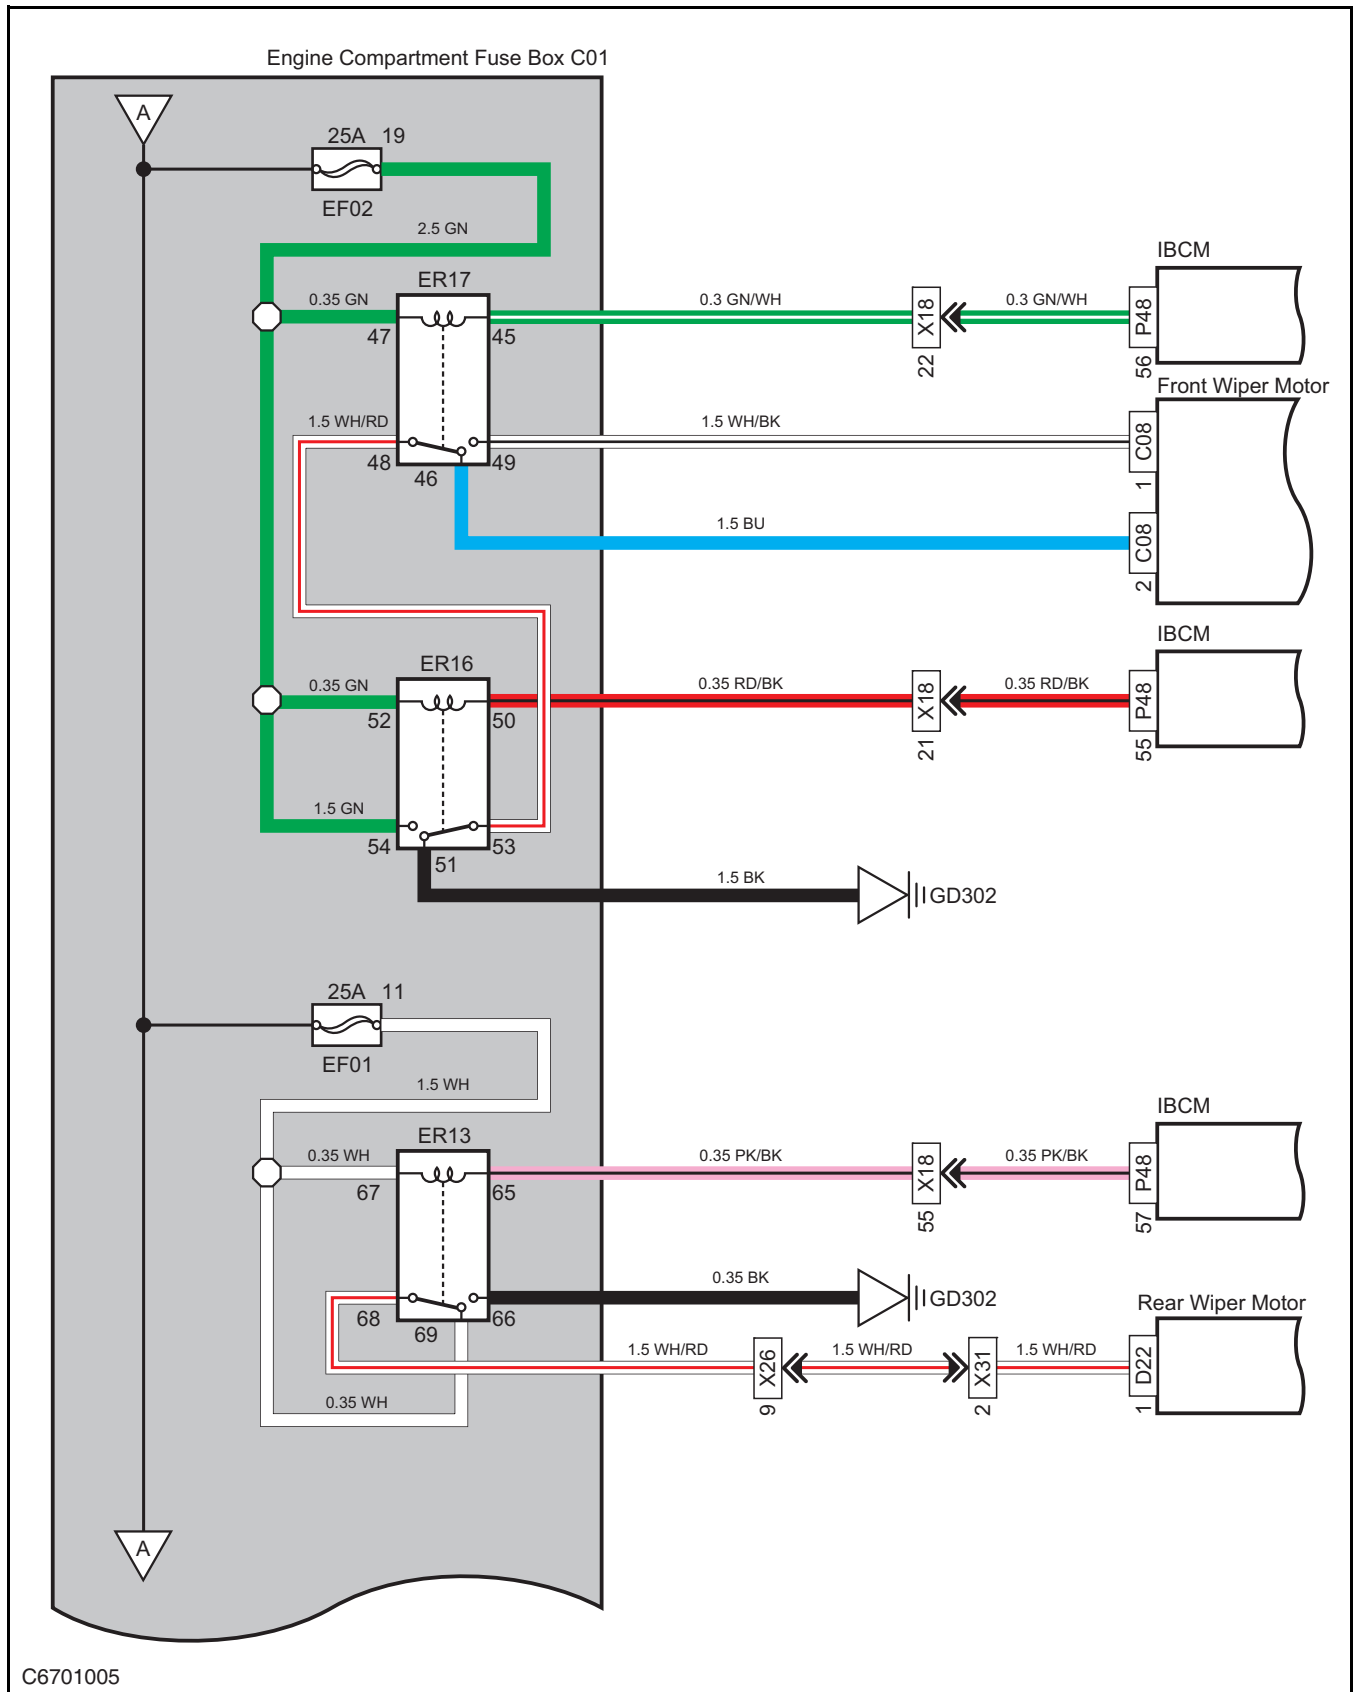 Engine Compartment Fuse Box C01
A
25A 19
EF02
2.5 GN
IBCM
ER17
0.35 GN
0.3 GN/WH
0.3 GN/WH
47
45
X18
22
P48
56
Front Wiper Motor
1.5 WH/RD
1.5 WH/BK
48
46
49
C08
1
1.5 BU
C08
2
IBCM
ER16
0.35 GN
0.35 RD/BK
0.35 RD/BK
52
50
X18
21
P48
55
1.5 GN
54
51
53
1.5 BK
GD302
25A 11
EF01
1.5 WH
IBCM
ER13
0.35 WH
0.35 PK/BK
0.35 PK/BK
67
65
X18
55
P48
57
0.35 BK
GD302
68
69
66
Rear Wiper Motor
1.5 WH/RD
1.5 WH/RD
1.5 WH/RD
X26
9
X31
2
D22
1
0.35 WH
A
C6701005